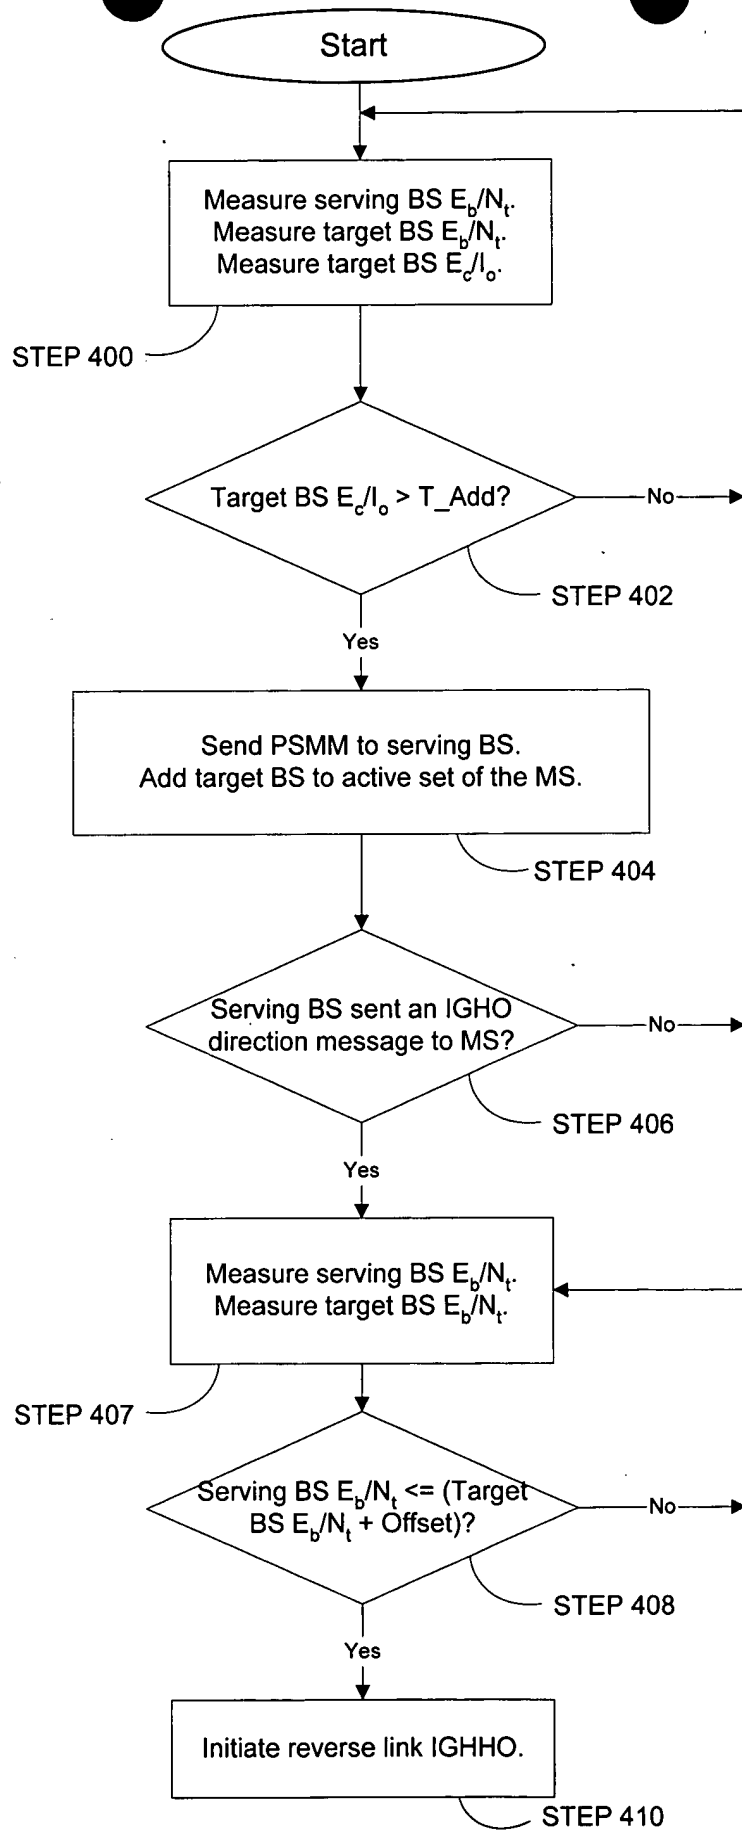 Start
Measure serving BS E_b/N_t.
Measure target BS E_b/N_t.
Measure target BS E_c/I_o.
STEP 400
Target BS E_c/I_o > T_Add?
No
STEP 402
Yes
Send PSMM to serving BS.
Add target BS to active set of the MS.
STEP 404
Serving BS sent an IGHO
direction message to MS?
No
STEP 406
Yes
Measure serving BS E_b/N_t.
Measure target BS E_b/N_t.
STEP 407
Serving BS E_b/N_t <= (Target
BS E_b/N_t + Offset)?
No
STEP 408
Yes
Initiate reverse link IGHHO.
STEP 410